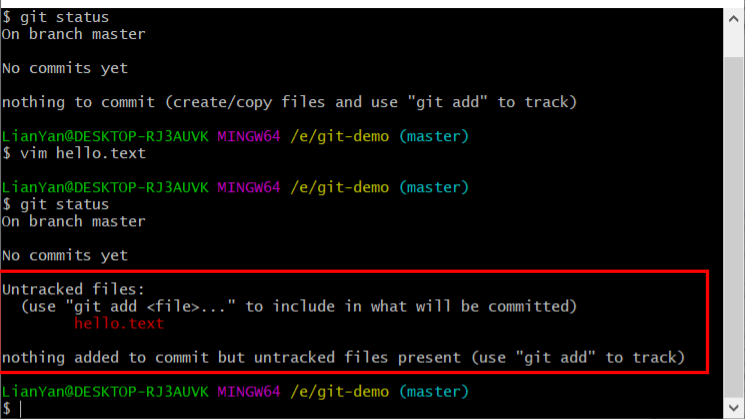 $ git status
On branch master
No commits yet
nothing to commit (create/copy files and use "git add" to track)
LianYan@DESKTOP-RJ3AUVK MINGW64 /e/git-demo (master)
$ vim hello.text
LianYan@DESKTOP-RJ3AUVK MINGW64 /e/git-demo (master)
$ git status
On branch master
No commits yet
Untracked files:
(use "git add <file>..." to include in what will be committed)
hello.text
nothing added to commit but untracked files present (use "git add" to track)
LianYan@DESKTOP-RJ3AUVK MINGW64 /e/git-demo (master)
$